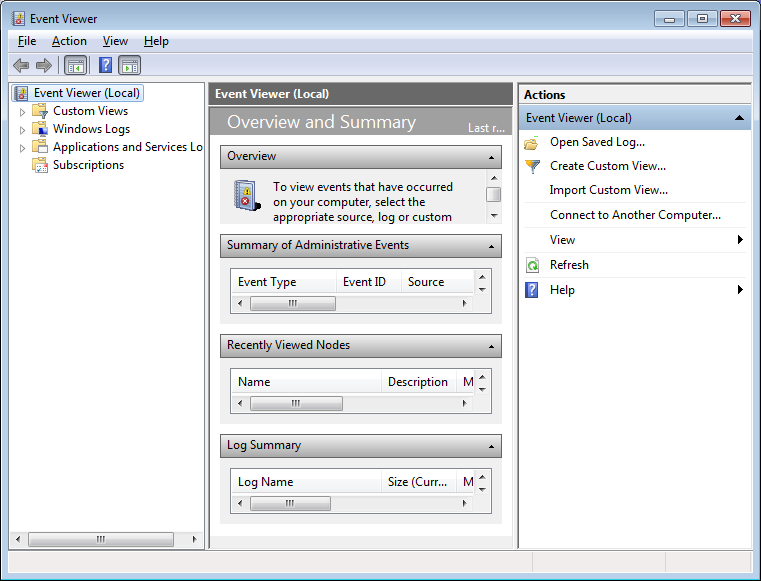 Event Viewer
File Action View Help
Event Viewer (Local)
Custom Views
Windows Logs
Applications and Services Lo
Subscriptions
Event Viewer (Local)
Overview and Summary Last r...
Overview
To view events that have occurred
on your computer, select the
appropriate source, log or custom
Summary of Administrative Events
Event Type Event ID Source
Recently Viewed Nodes
Name Description M
Log Summary
Log Name Size (Curr... M
Actions
Event Viewer (Local)
Open Saved Log...
Create Custom View...
Import Custom View...
Connect to Another Computer...
View
Refresh
Help